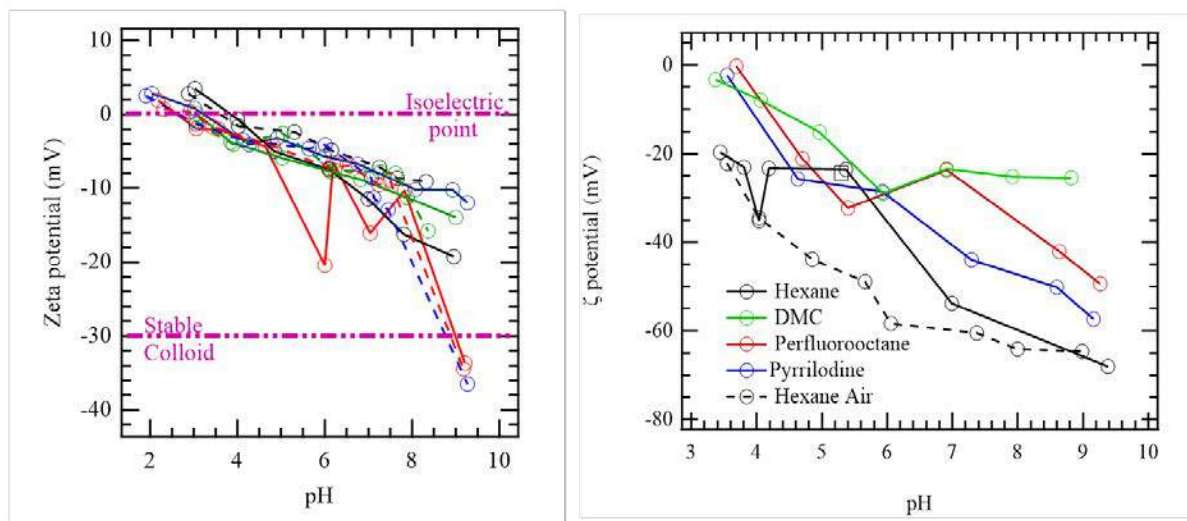 10
0
-10
-20
-30
-40
Zeta potential (mV)
Isoelectric
point
Stable
Colloid
2
4
6
8
10
pH
0
-20
-40
-60
-80
ζ potential (mV)
Hexane
DMC
Perfluorooctane
Pyrrilodine
Hexane Air
3
4
5
6
7
8
9
10
pH